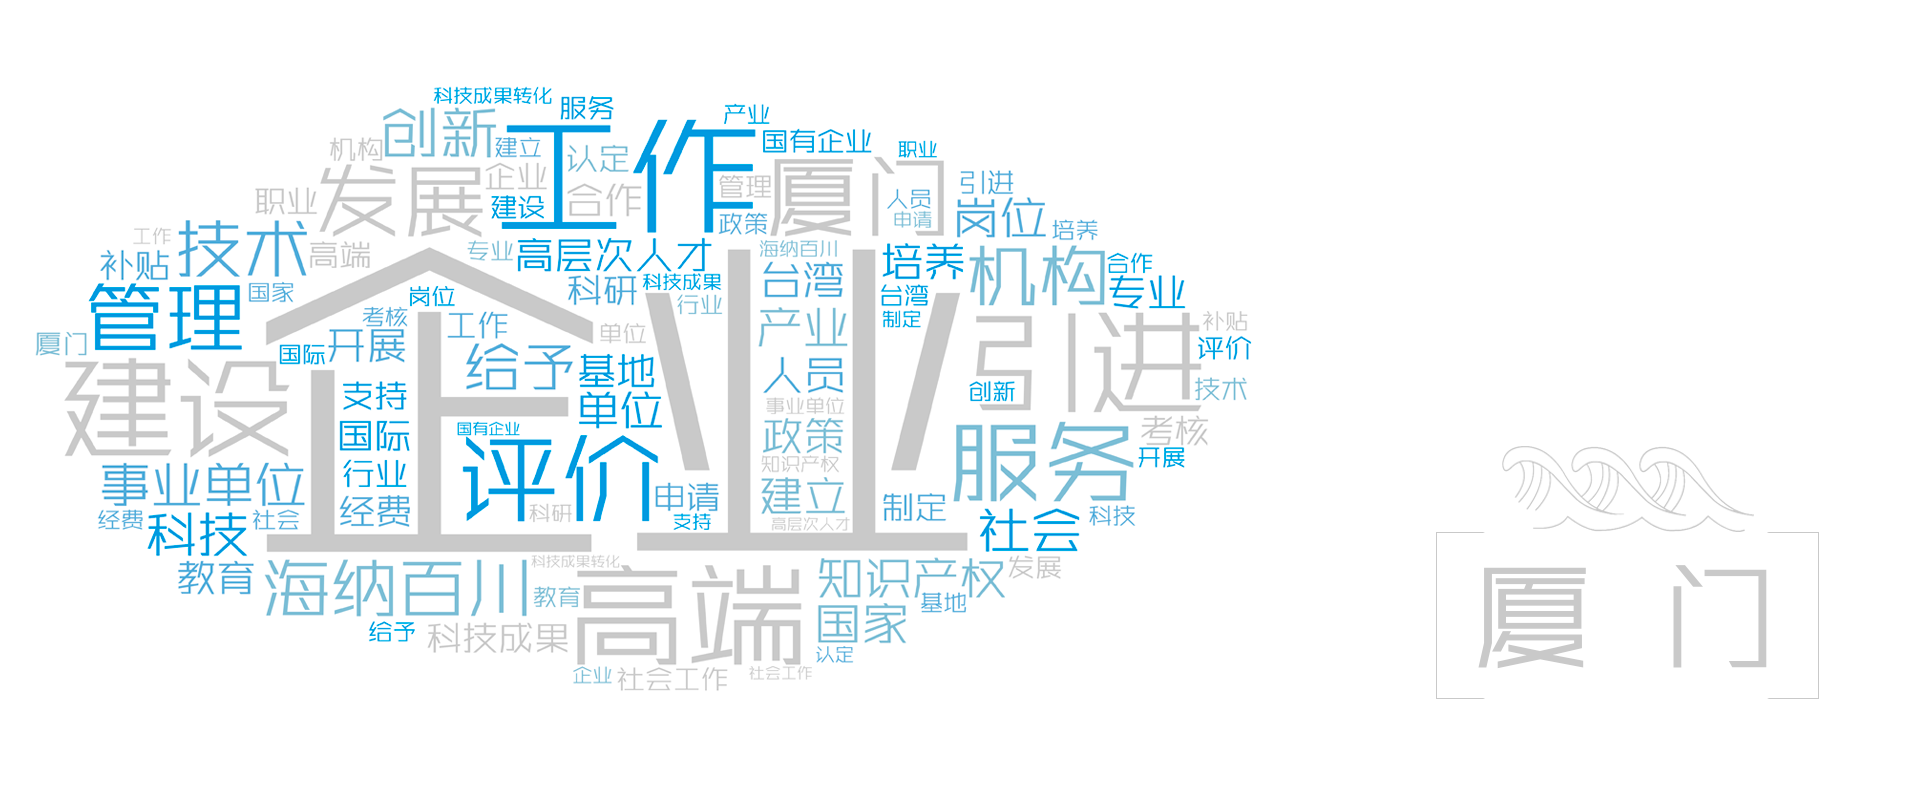 科技成果转化
服务
产业
创新
工作
国有企业
机构
建立
认定
职业
发展
企业
管理
厦门
引进
职业
建设
合作
政策
人员
申请
岗位
培养
工作
技术
高端
专业
高层次人才
海纳百川
培养
机构
合作
补贴
国家
科研
科技成果
台湾
台湾
专业
管理
岗位
行业
制定
考核
工作
单位
产业
引进
补贴
厦门
国际
开展
给予
基地
企业
评价
建设
支持
单位
人员
创新
技术
国际
国有企业
事业单位
政策
服务
考核
行业
评价
知识产权
开展
事业单位
经费
申请
建立
制定
科技
经费
科技
社会
科研
支持
高层次人才
社会
教育
海纳百川
科技成果转化
教育
高端
知识产权
发展
基地
给予
科技成果
国家
认定
企业
社会工作
社会工作
厦门